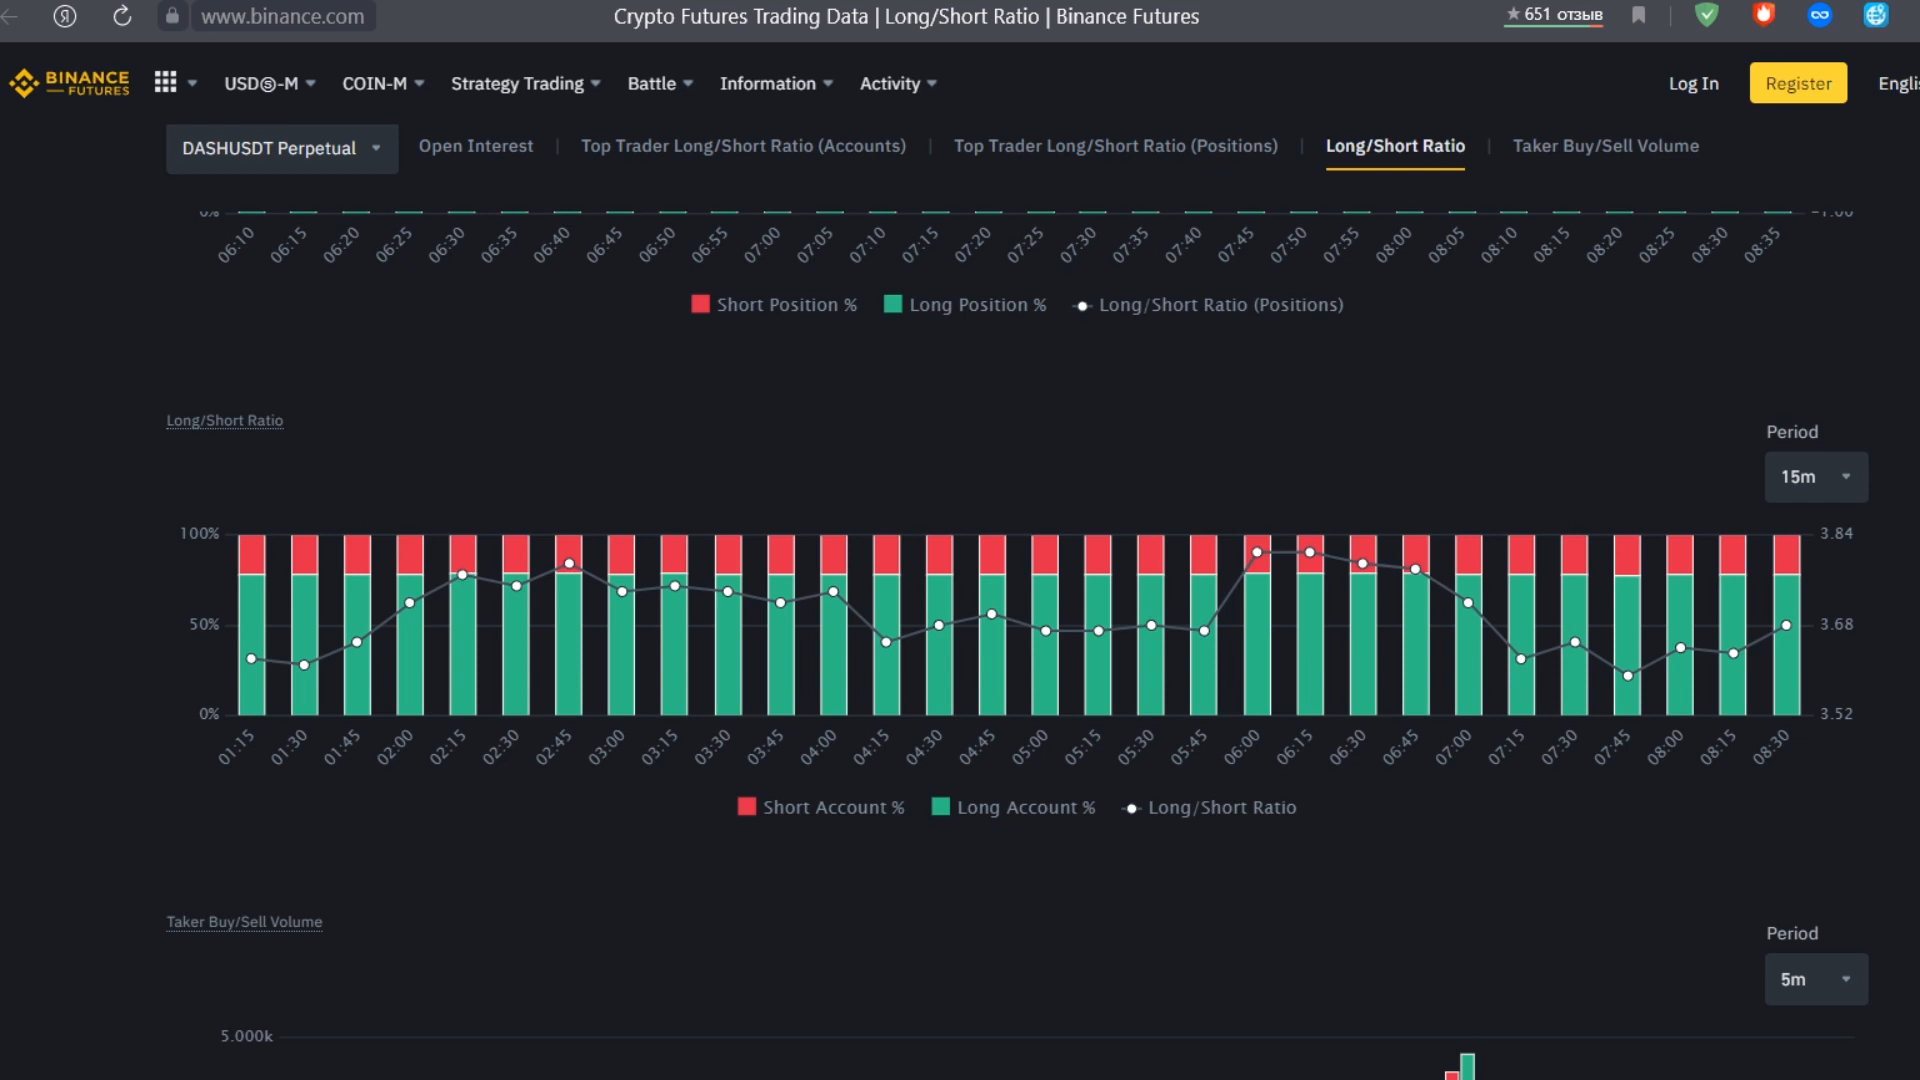 www.binance.com
Crypto Futures Trading Data | Long/Short Ratio | Binance Futures
★ 651 отзыв
BINANCE FUTURES
USDⓈ-M
COIN-M
Strategy Trading
Battle
Information
Activity
Log In
Register
Englis
DASHUSDT Perpetual
Open Interest
Top Trader Long/Short Ratio (Accounts)
Top Trader Long/Short Ratio (Positions)
Long/Short Ratio
Taker Buy/Sell Volume
06:10 06:15 06:20 06:25 06:30 06:35 06:40 06:45 06:50 06:55 07:00 07:05 07:10 07:15 07:20 07:25 07:30 07:35 07:40 07:45 07:50 07:55 08:00 08:05 08:10 08:15 08:20 08:25 08:30 08:35
Short Position % Long Position % Long/Short Ratio (Positions)
Long/Short Ratio
Period
15m
100% 3.84
50% 3.68
0% 3.52
01:15 01:30 01:45 02:00 02:15 02:30 02:45 03:00 03:15 03:30 03:45 04:00 04:15 04:30 04:45 05:00 05:15 05:30 05:45 06:00 06:15 06:30 06:45 07:00 07:15 07:30 07:45 08:00 08:15 08:30
Short Account % Long Account % Long/Short Ratio
Taker Buy/Sell Volume
Period
5m
5.000k